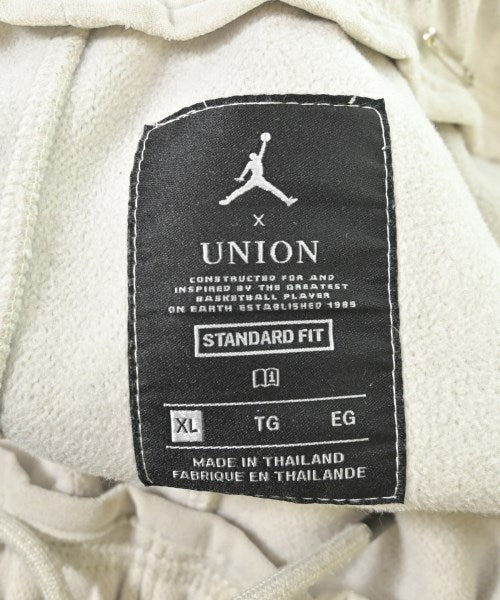 X
UNION
CONSTRUCTED FOR AND
INSPIRED BY THE GREATEST
BASKETBALL PLAYER
ON EARTH ESTABLISHED 1985
STANDARD FIT
i
XL TG EG
MADE IN THAILAND
FABRIQUE EN THAILANDE